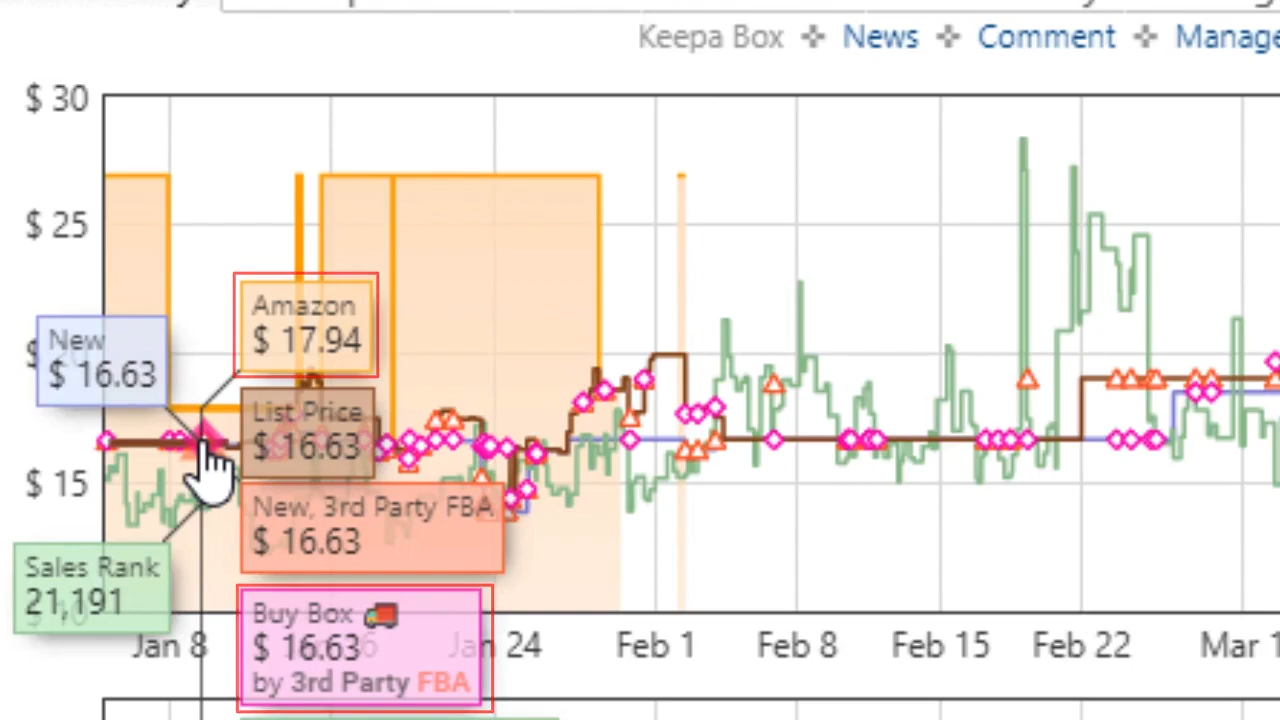 Keepa Box ✣ News ✣ Comment ✣ Manage
$ 30
$ 25
$ 15
Amazon
$ 17.94
New
$ 16.63
List Price
$ 16.63
New, 3rd Party FBA
$ 16.63
Sales Rank
21,191
Buy Box
$ 16.63
by 3rd Party FBA
Jan 8
Jan 24
Feb 1
Feb 8
Feb 15
Feb 22
Mar 1